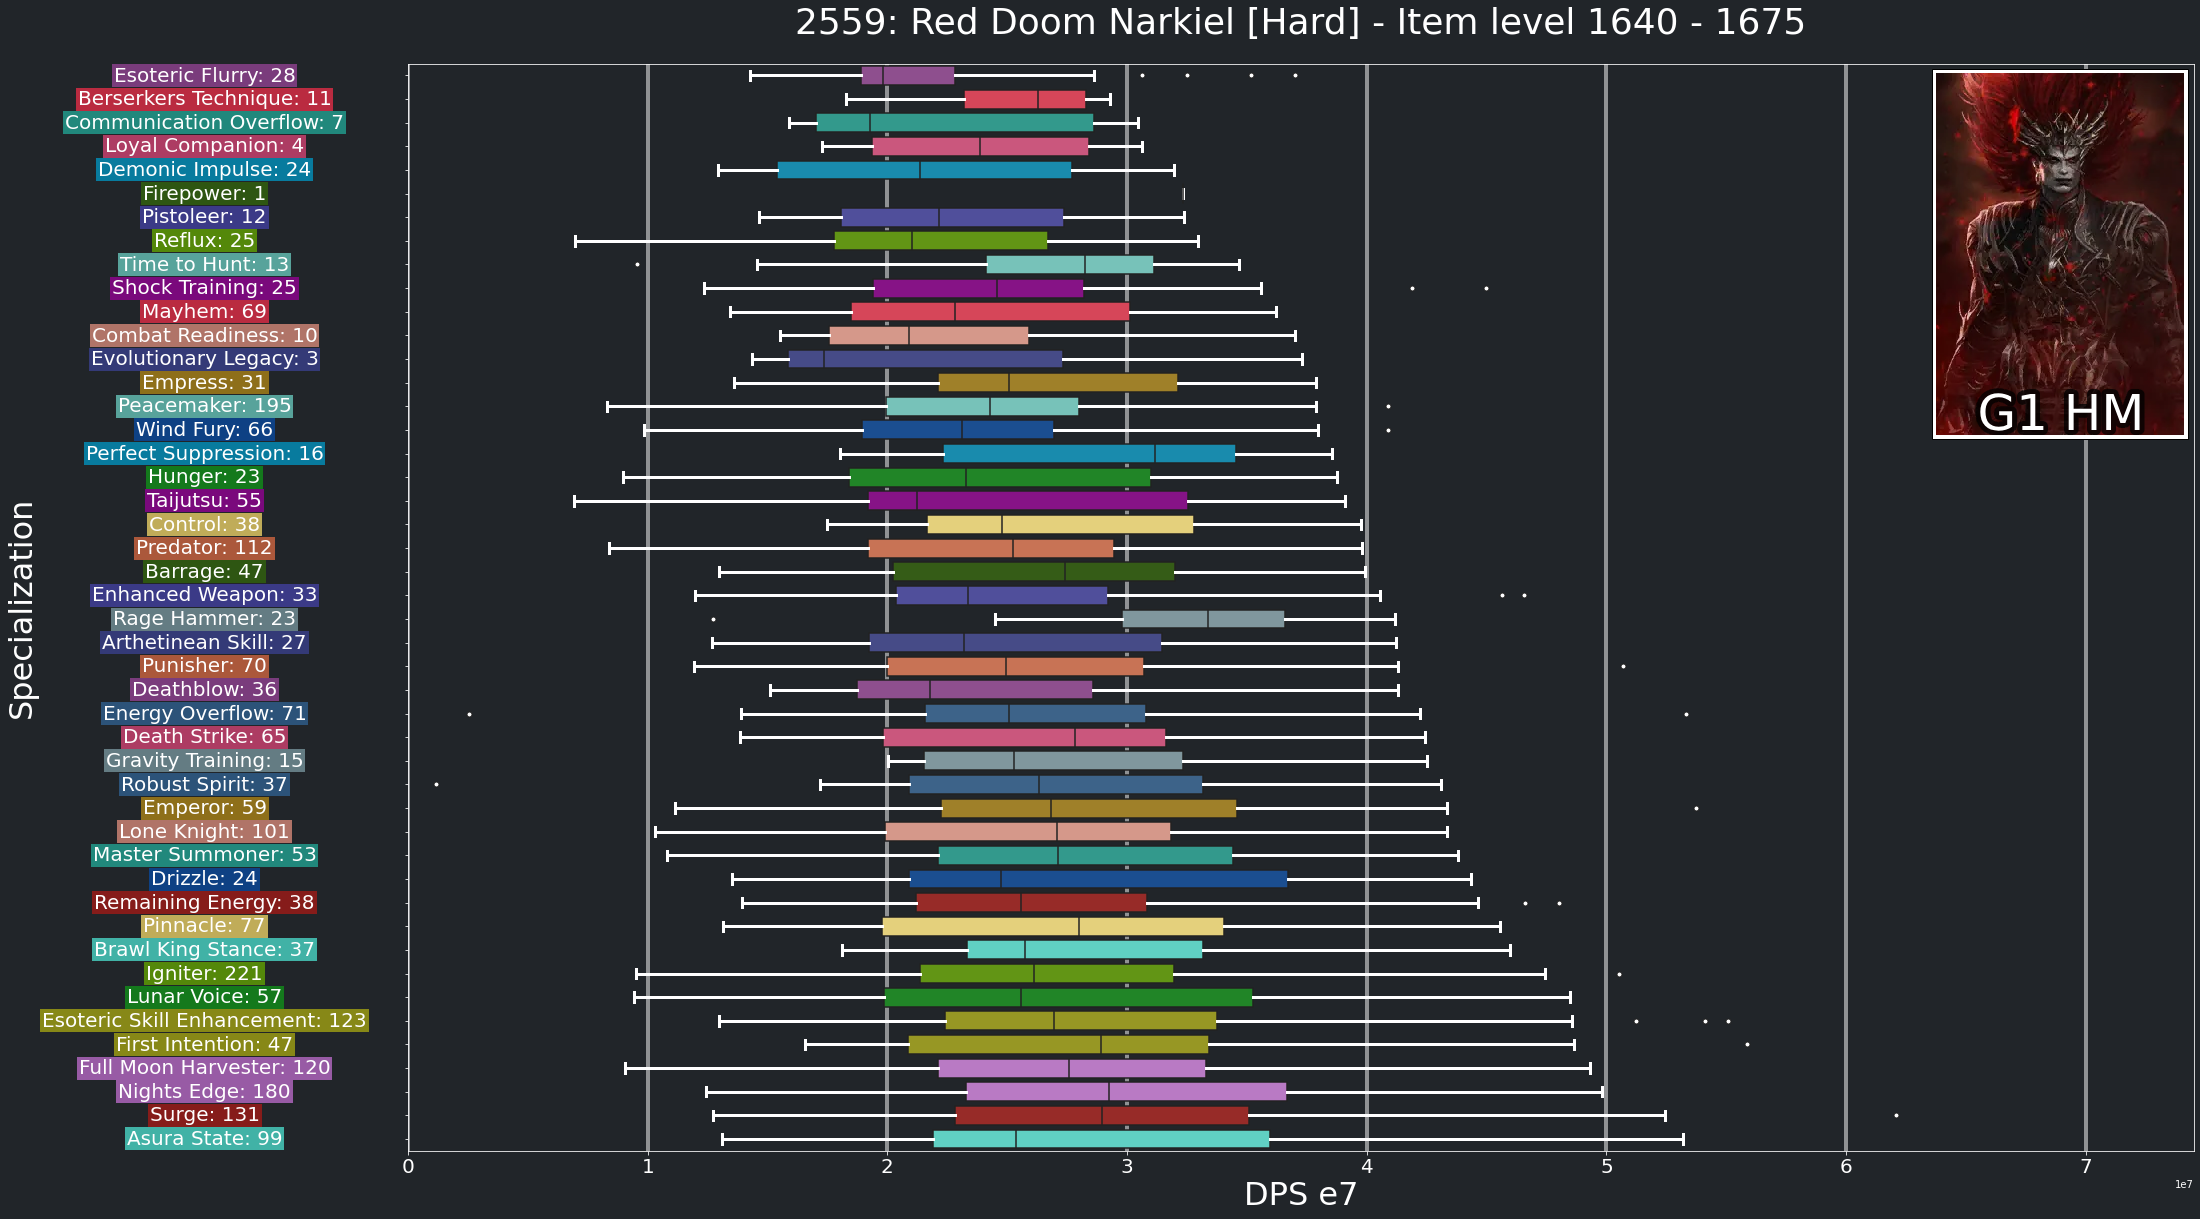 2559: Red Doom Narkiel [Hard] - Item level 1640 - 1675
Esoteric Flurry: 28
Berserkers Technique: 11
Communication Overflow: 7
Loyal Companion: 4
Demonic Impulse: 24
Firepower: 1
Pistoleer: 12
Reflux: 25
Time to Hunt: 13
Shock Training: 25
Mayhem: 69
Combat Readiness: 10
Evolutionary Legacy: 3
Empress: 31
Peacemaker: 195
Wind Fury: 66
Perfect Suppression: 16
Hunger: 23
Taijutsu: 55
Control: 38
Predator: 112
Barrage: 47
Enhanced Weapon: 33
Rage Hammer: 23
Arthetinean Skill: 27
Punisher: 70
Deathblow: 36
Energy Overflow: 71
Death Strike: 65
Gravity Training: 15
Robust Spirit: 37
Emperor: 59
Lone Knight: 101
Master Summoner: 53
Drizzle: 24
Remaining Energy: 38
Pinnacle: 77
Brawl King Stance: 37
Igniter: 221
Lunar Voice: 57
Esoteric Skill Enhancement: 123
First Intention: 47
Full Moon Harvester: 120
Nights Edge: 180
Surge: 131
Asura State: 99
Specialization
G1 HM
0 1 2 3 4 5 6 7
DPS e7
1e7